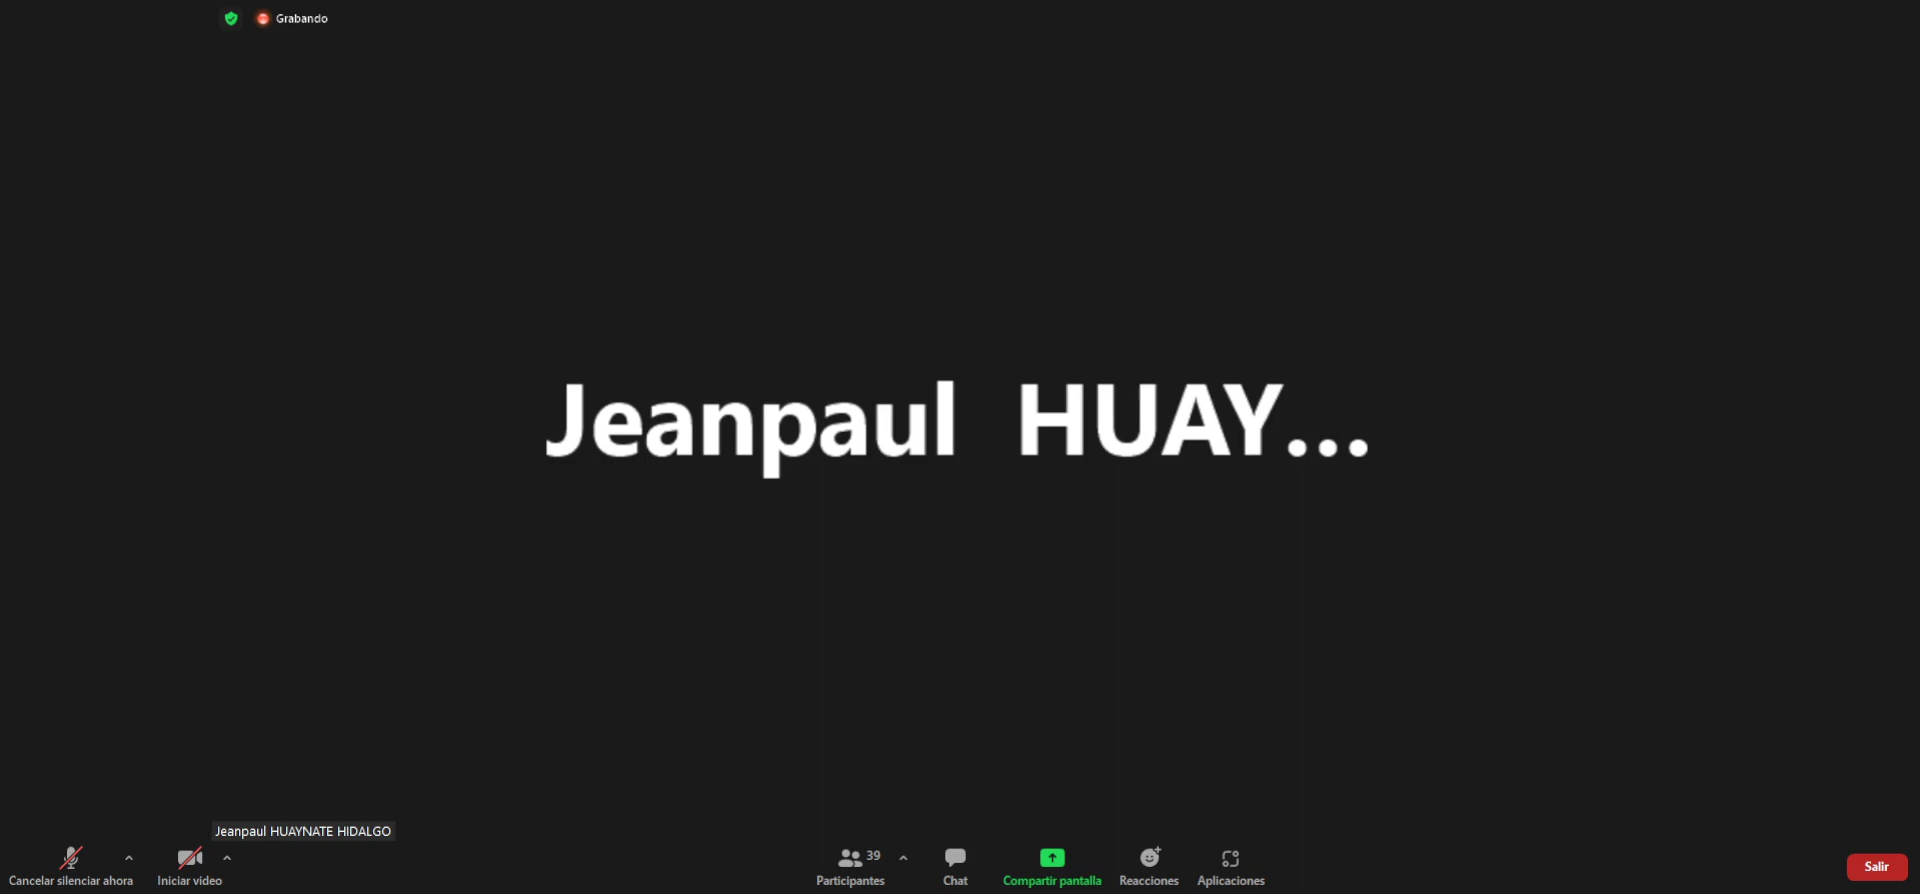 Grabando
Jeanpaul HUAY...
Jeanpaul HUAYNATE HIDALGO
Cancelar silenciar ahora
Iniciar video
39
Participantes
Chat
Compartir pantalla
Reacciones
Aplicaciones
Salir